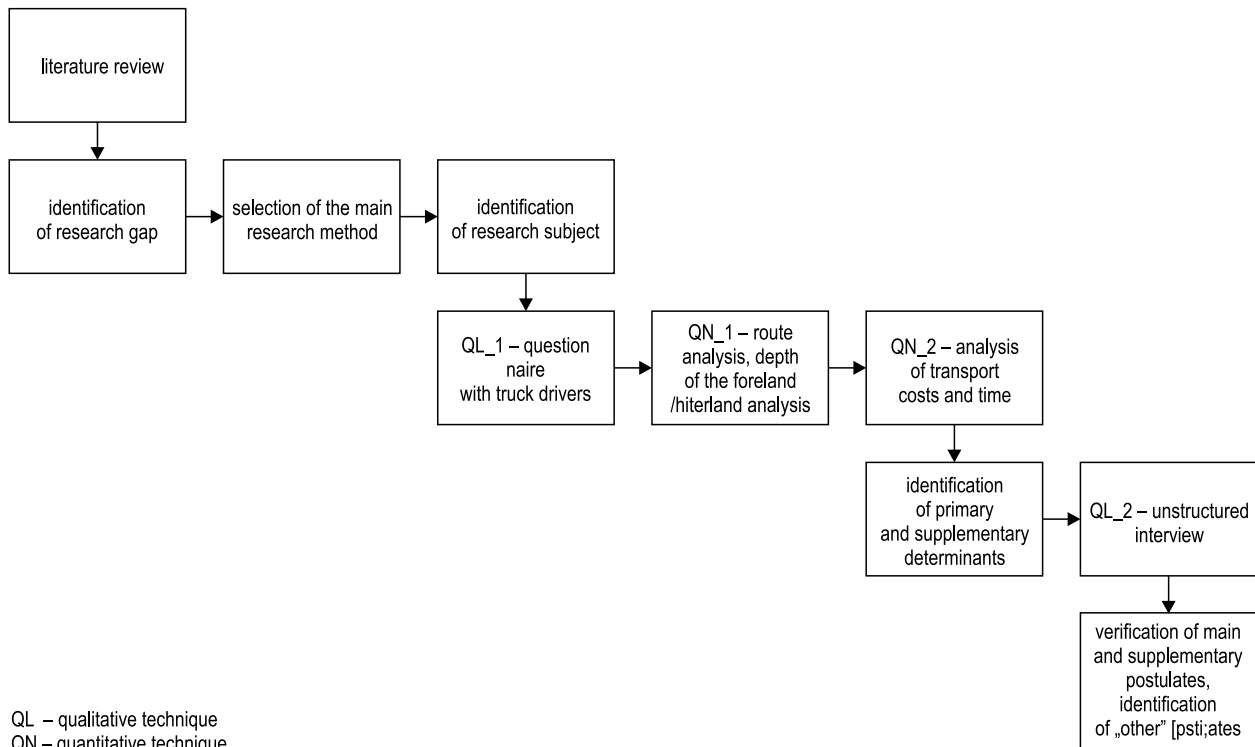 literature review
identification
of research gap
selection of the main
research method
identification
of research subject
QL_1 – question
naire
with truck drivers
QN_1 – route
analysis, depth
of the foreland
/hiterland analysis
QN_2 – analysis
of transport
costs and time
identification
of primary
and supplementary
determinants
QL_2 – unstructured
interview
verification of main
and supplementary
postulates,
identification
of „other” [psti;ates
QL – qualitative technique
QN – quantitative technique